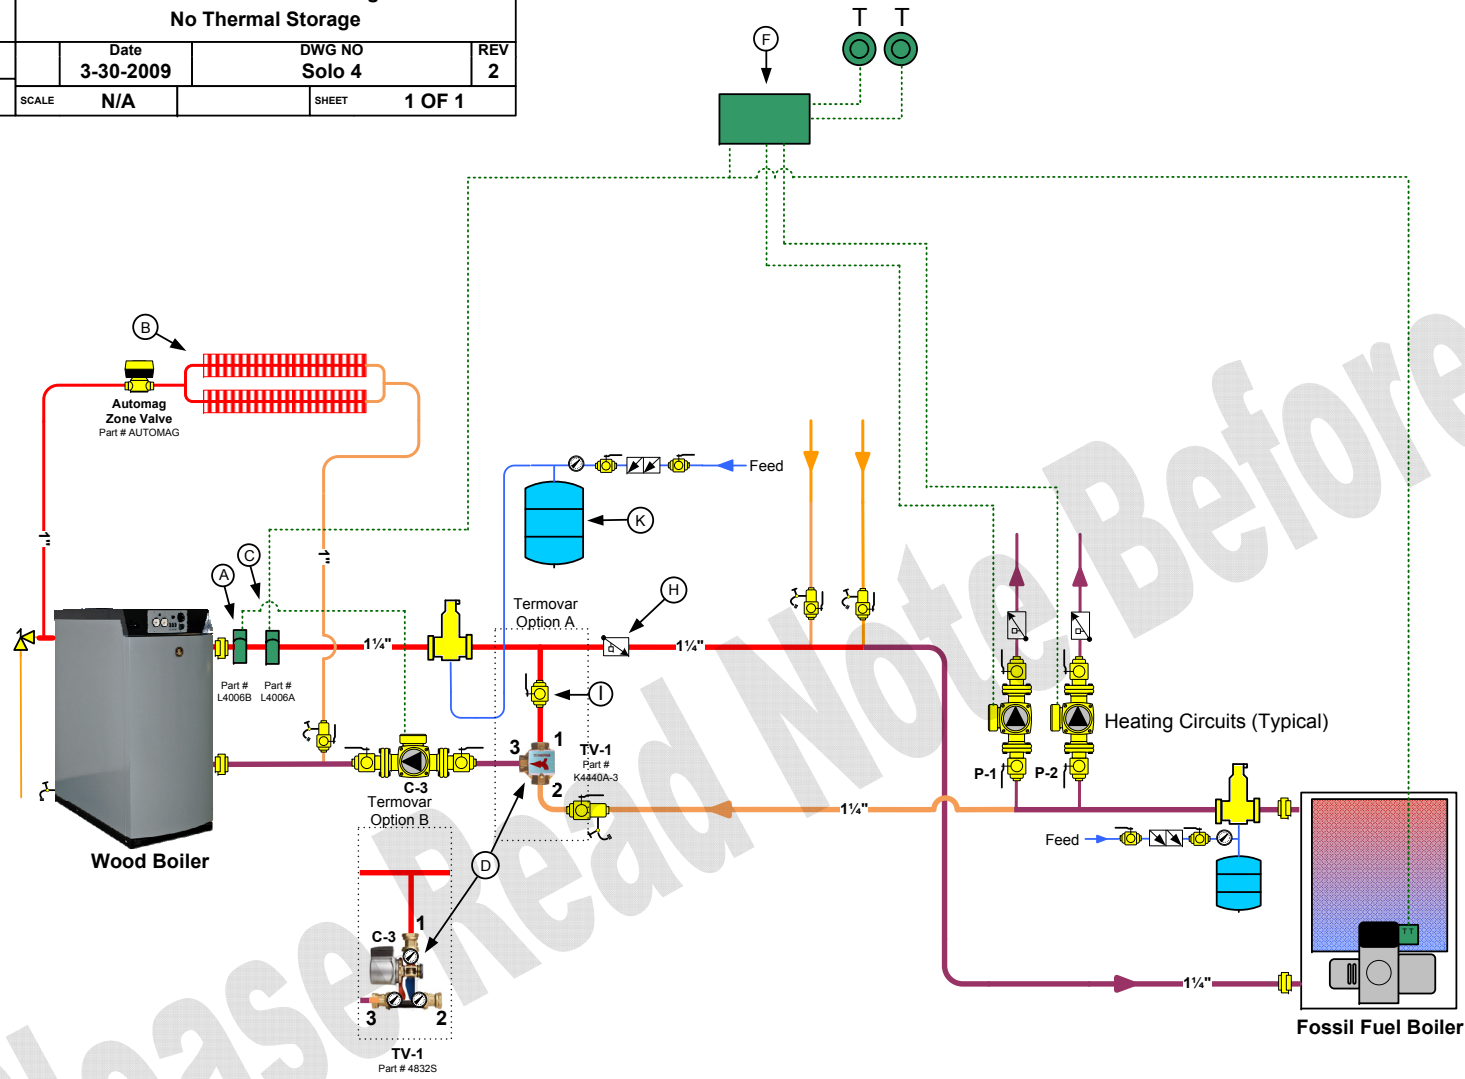 No Thermal Storage
Date
DWG NO
REV
3-30-2009
Solo 4
2
SCALE
N/A
SHEET
1 OF 1
T T
F
B
Automag
Zone Valve
Part # AUTOMAG
Feed
K
1"
1"
C
A
H
Termovar
Option A
1¼"
1¼"
Part #
L4006B
Part #
L4006A
I
Heating Circuits (Typical)
3
1
TV-1
Part #
K4440A-3
2
C-3
P-1
P-2
1¼"
Termovar
Option B
Feed
Wood Boiler
D
1
C-3
T T
3
2
1¼"
Fossil Fuel Boiler
TV-1
Part # 4832S
Please Read Note Before